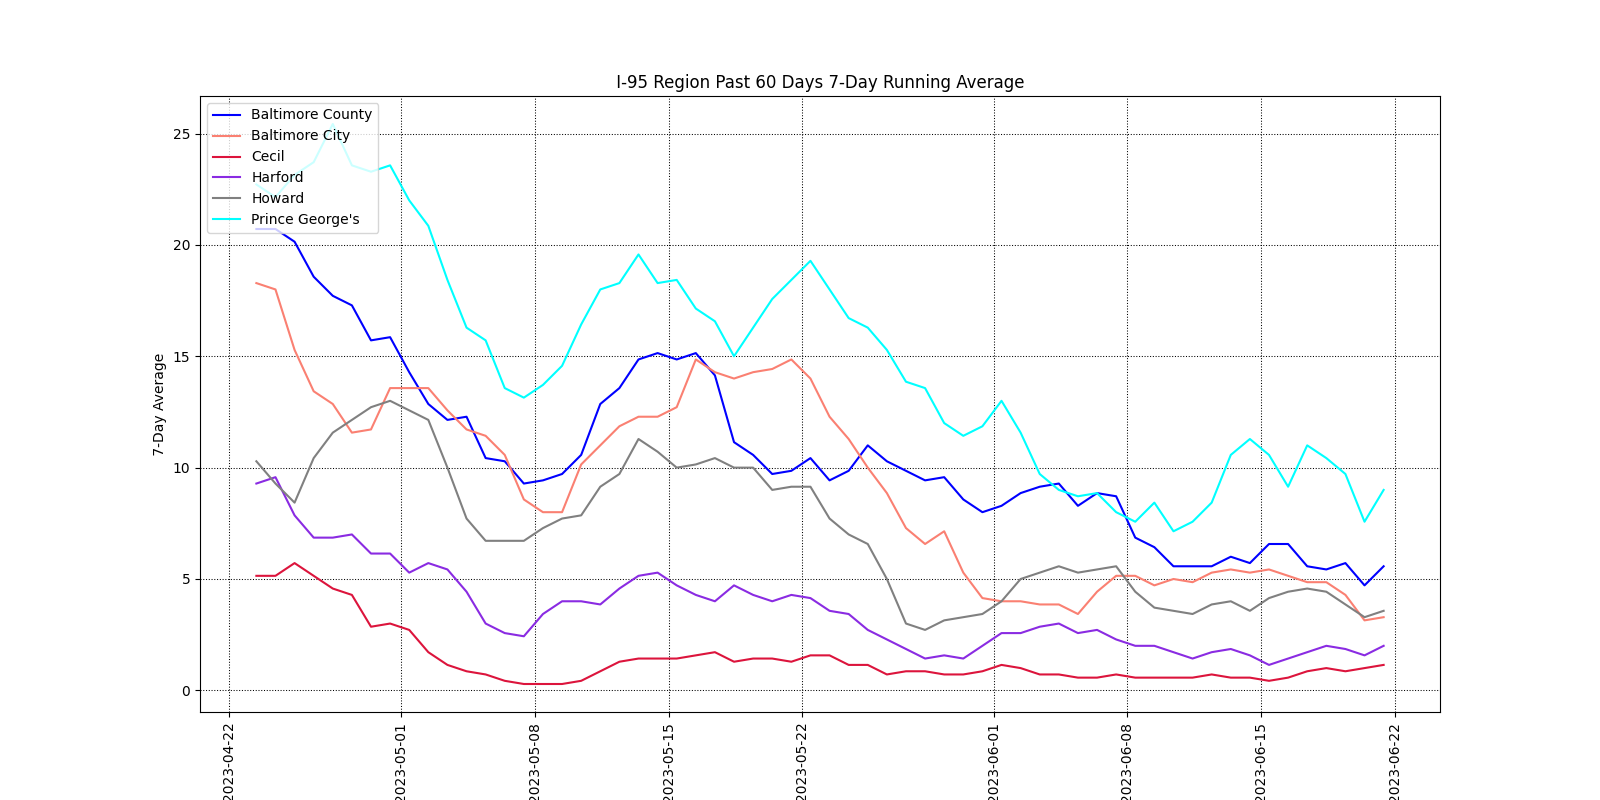 I-95 Region Past 60 Days 7-Day Running Average
Baltimore County
Baltimore City
Cecil
Harford
Howard
Prince George's
7-Day Average
25
20
15
10
5
0
2023-04-22
2023-05-01
2023-05-08
2023-05-15
2023-05-22
2023-06-01
2023-06-08
2023-06-15
2023-06-22